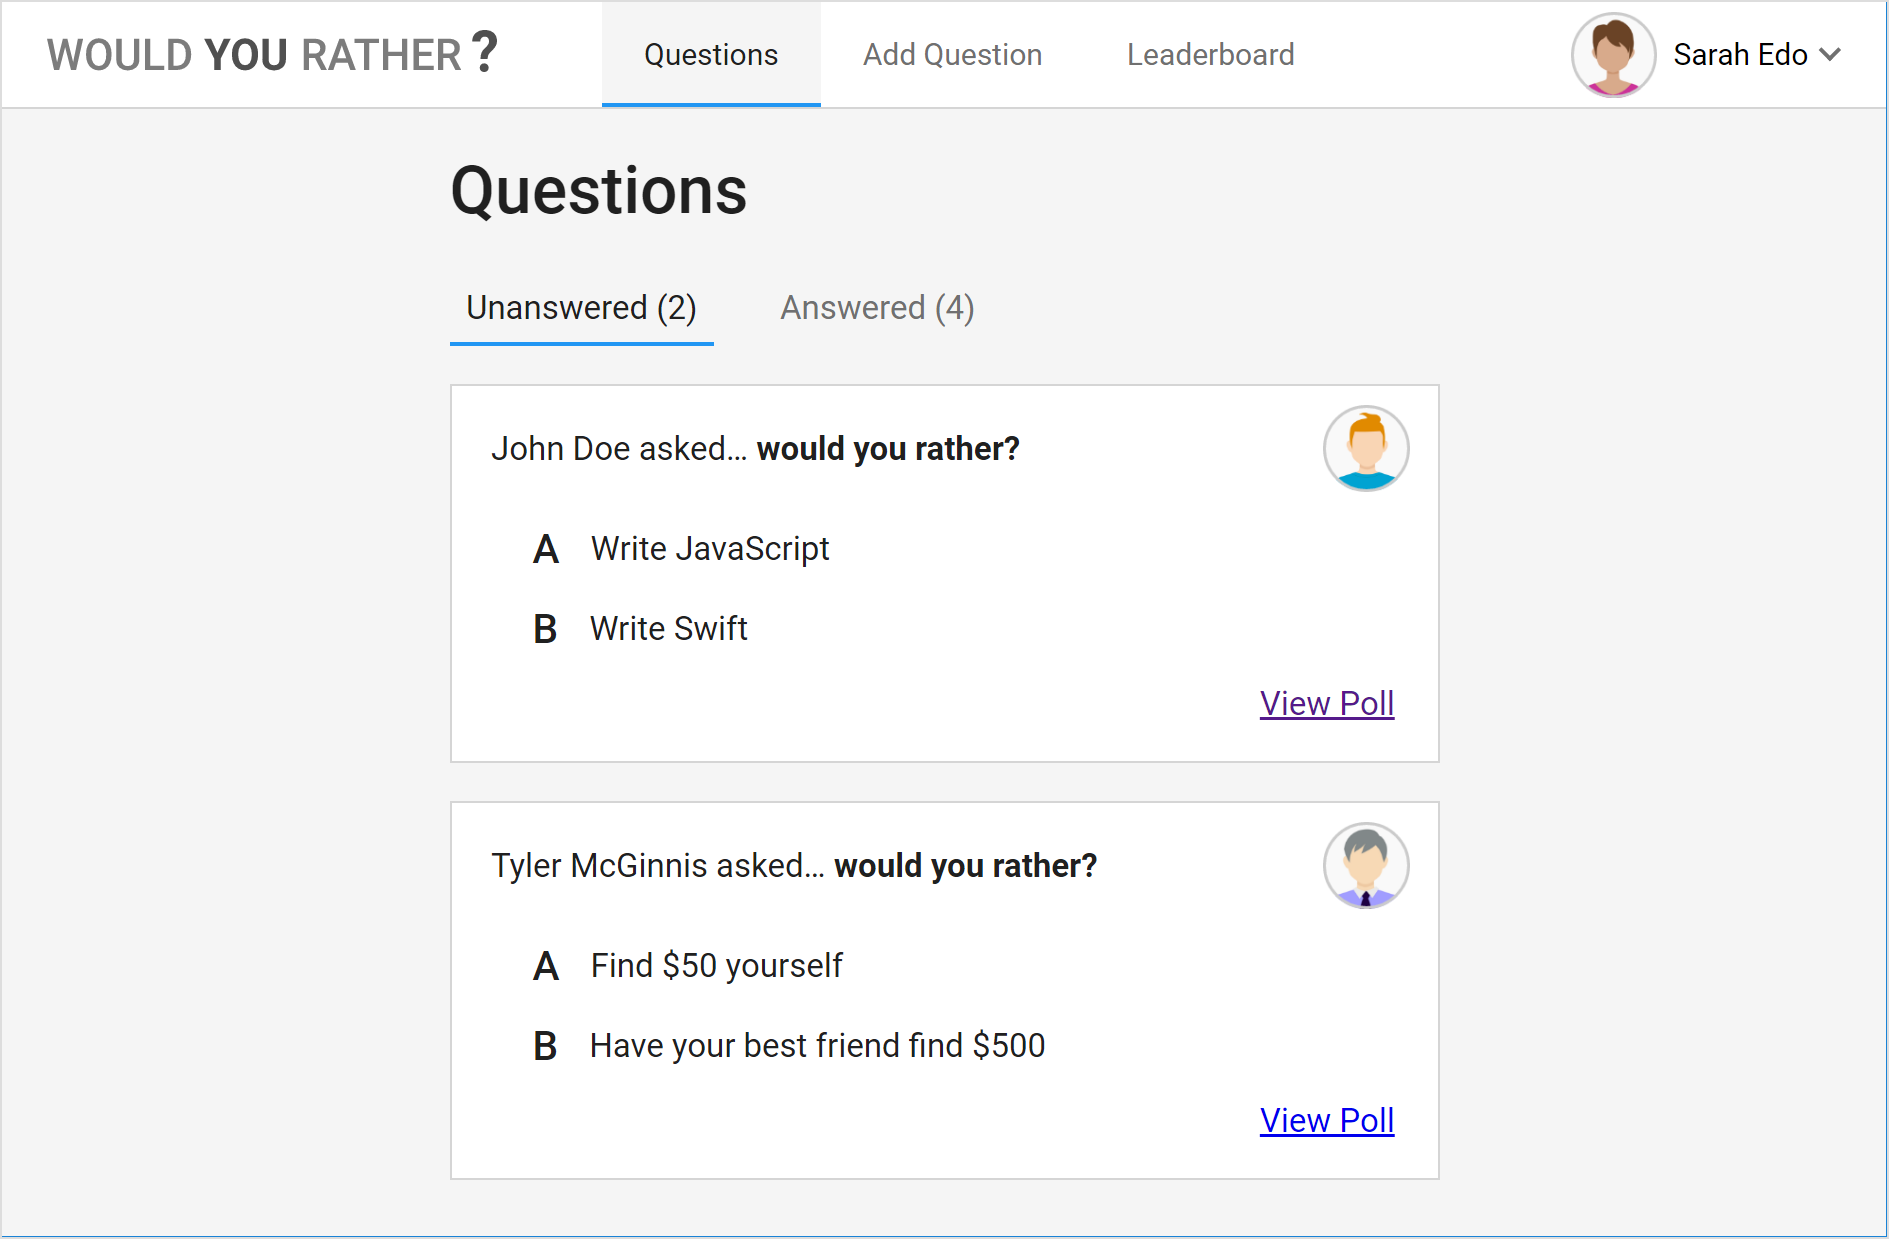 WOULD YOU RATHER ?
Questions
Add Question
Leaderboard
Sarah Edo
Questions
Unanswered (2)
Answered (4)
John Doe asked... would you rather?
A Write JavaScript
B Write Swift
View Poll
Tyler McGinnis asked... would you rather?
A Find $50 yourself
B Have your best friend find $500
View Poll